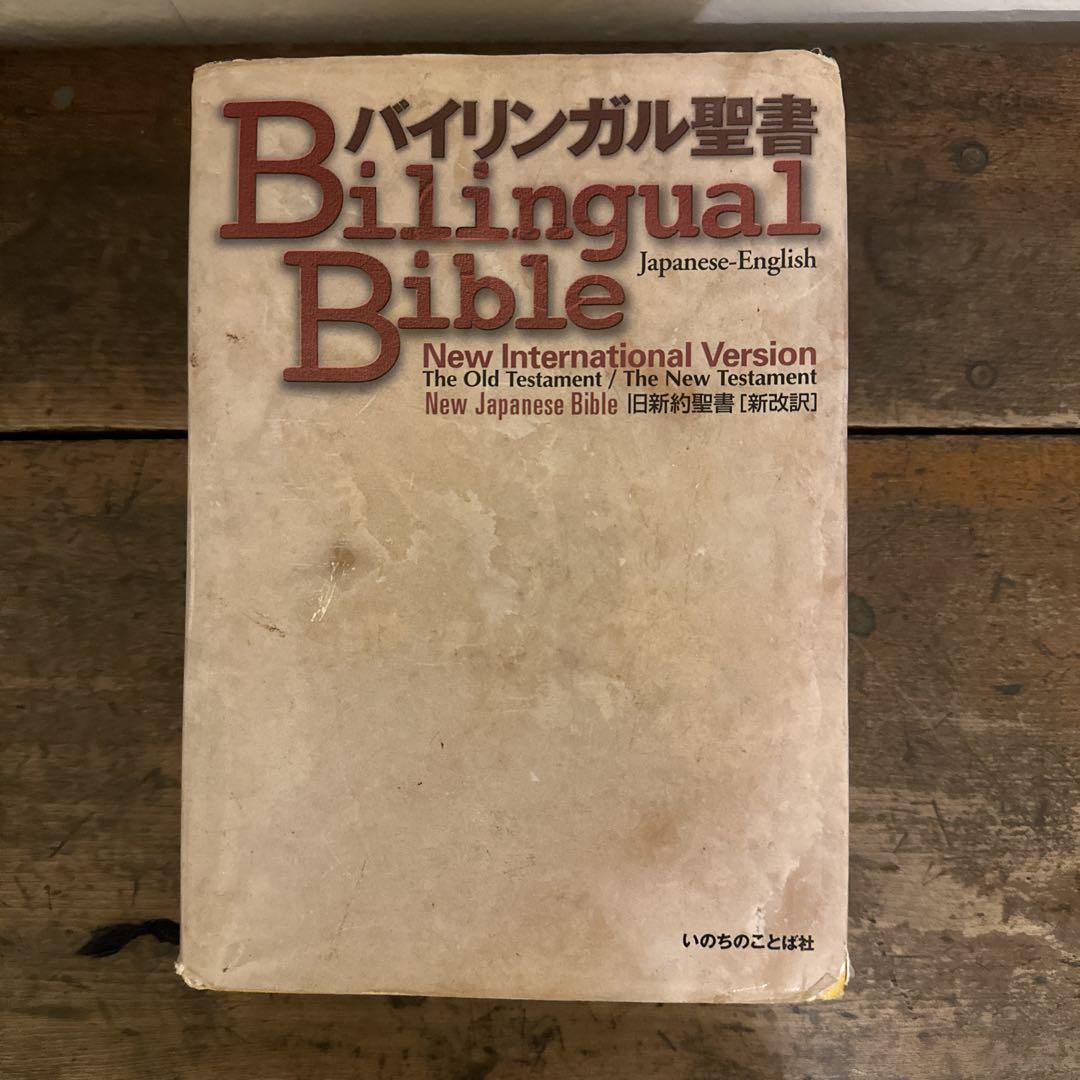 バイリンガル聖書
Bilingual
Japanese-English
Bible
New International Version
The Old Testament / The New Testament
New Japanese Bible 旧新約聖書[新改訳]
いのちのことば社